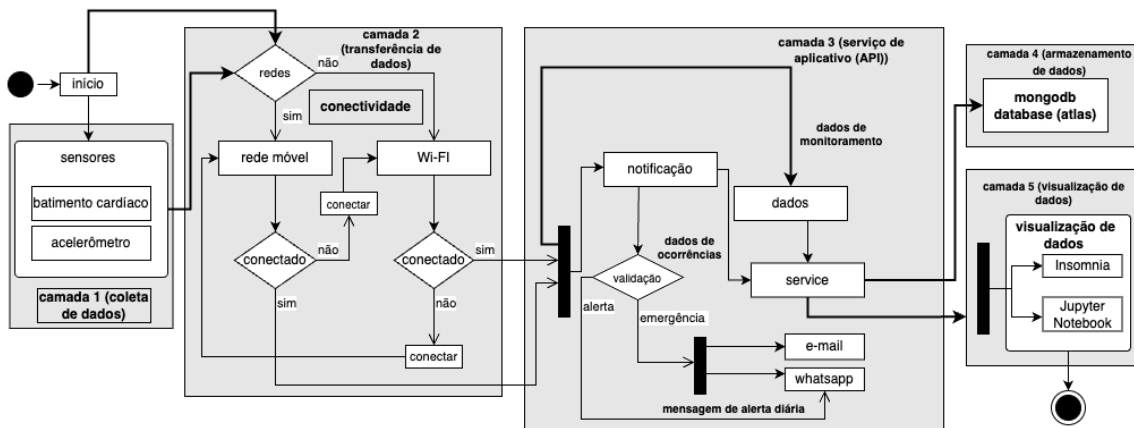 início
sensores
batimento cardíaco
acelerômetro
camada 1 (coleta
de dados)
camada 2
(transferência de
dados)
redes
não
sim
conectividade
rede móvel
Wi-FI
conectar
conectado
não
sim
conectado
sim
não
conectar
camada 3 (serviço de
aplicativo (API))
dados de
monitoramento
notificação
dados
dados de
ocorrências
validação
service
alerta
emergência
e-mail
whatsapp
mensagem de alerta diária
camada 4 (armazenamento
de dados)
mongodb
database (atlas)
camada 5 (visualização de
dados)
visualização de
dados
Insomnia
Jupyter
Notebook